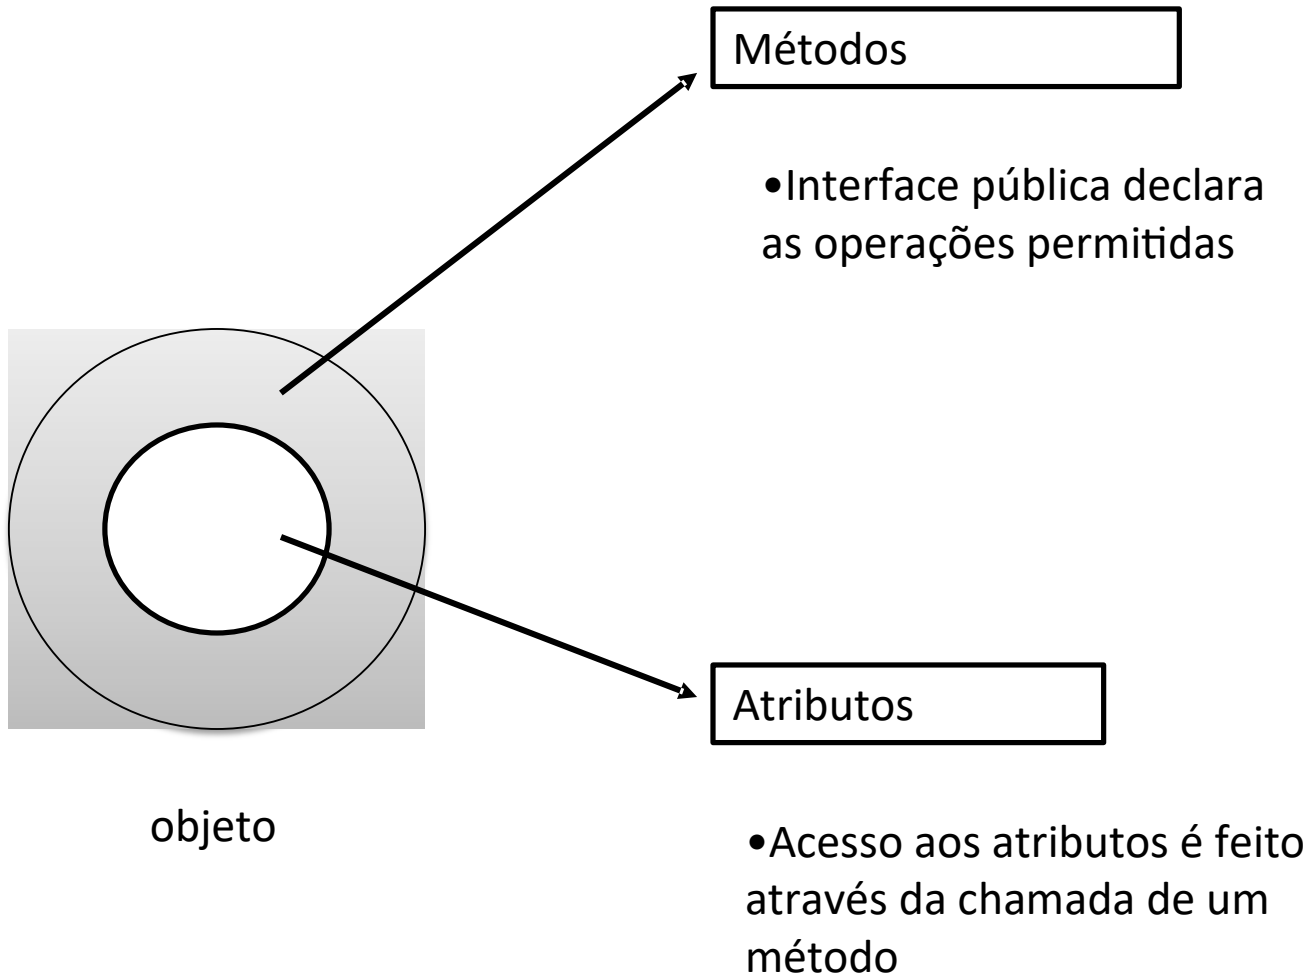 Métodos
•Interface pública declara
as operações permitidas
Atributos
objeto
•Acesso aos atributos é feito
através da chamada de um
método